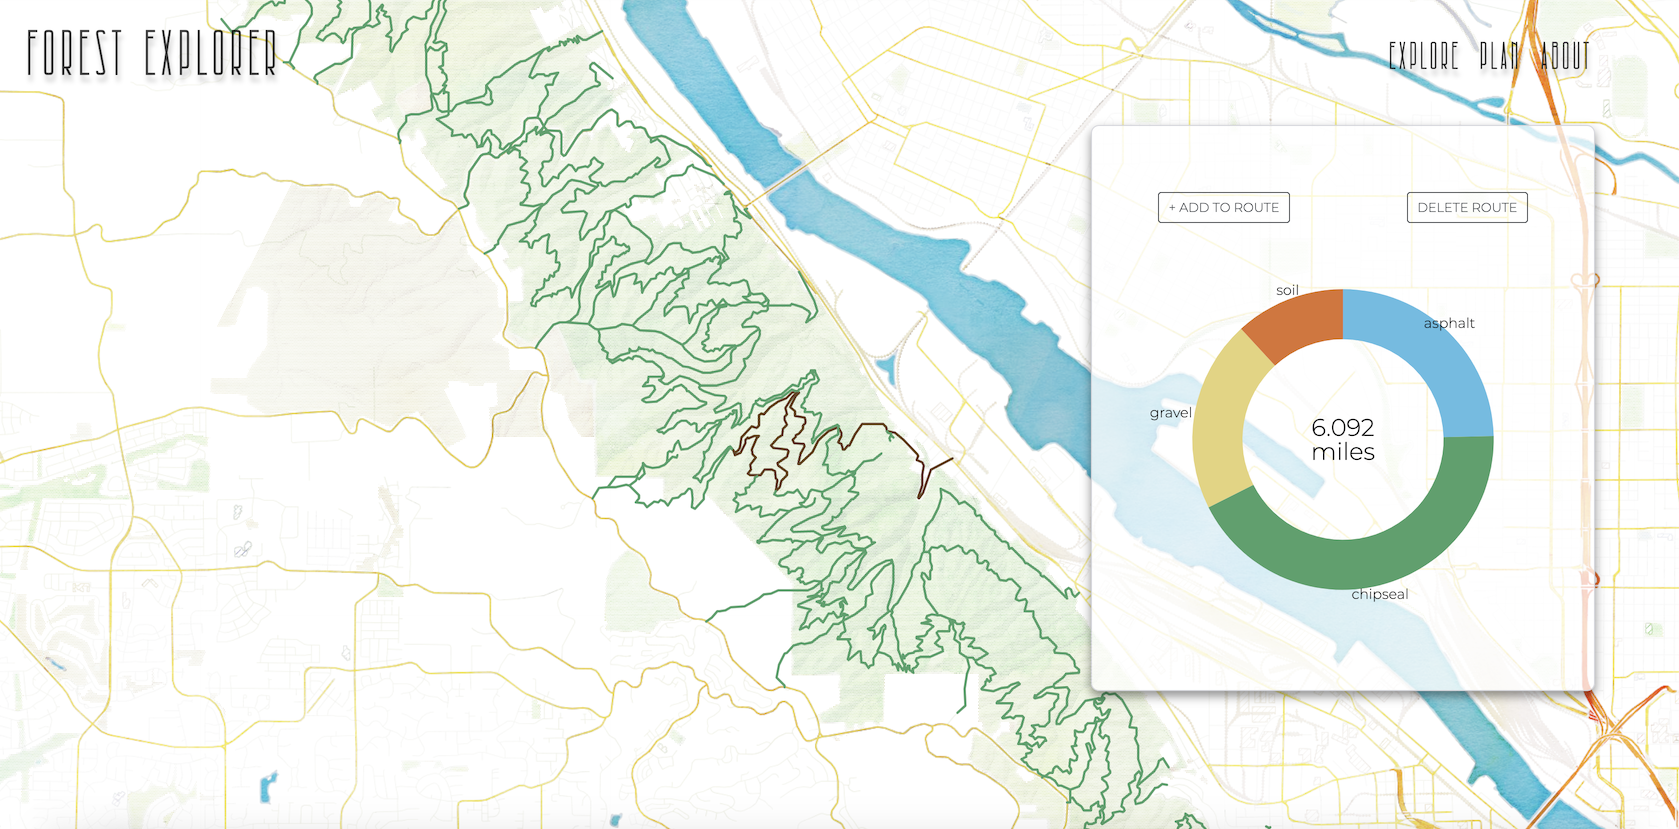 FOREST EXPLORER
EXPLORE PLAN ABOUT
+ ADD TO ROUTE
DELETE ROUTE
soil
asphalt
gravel
6.092
miles
chipseal